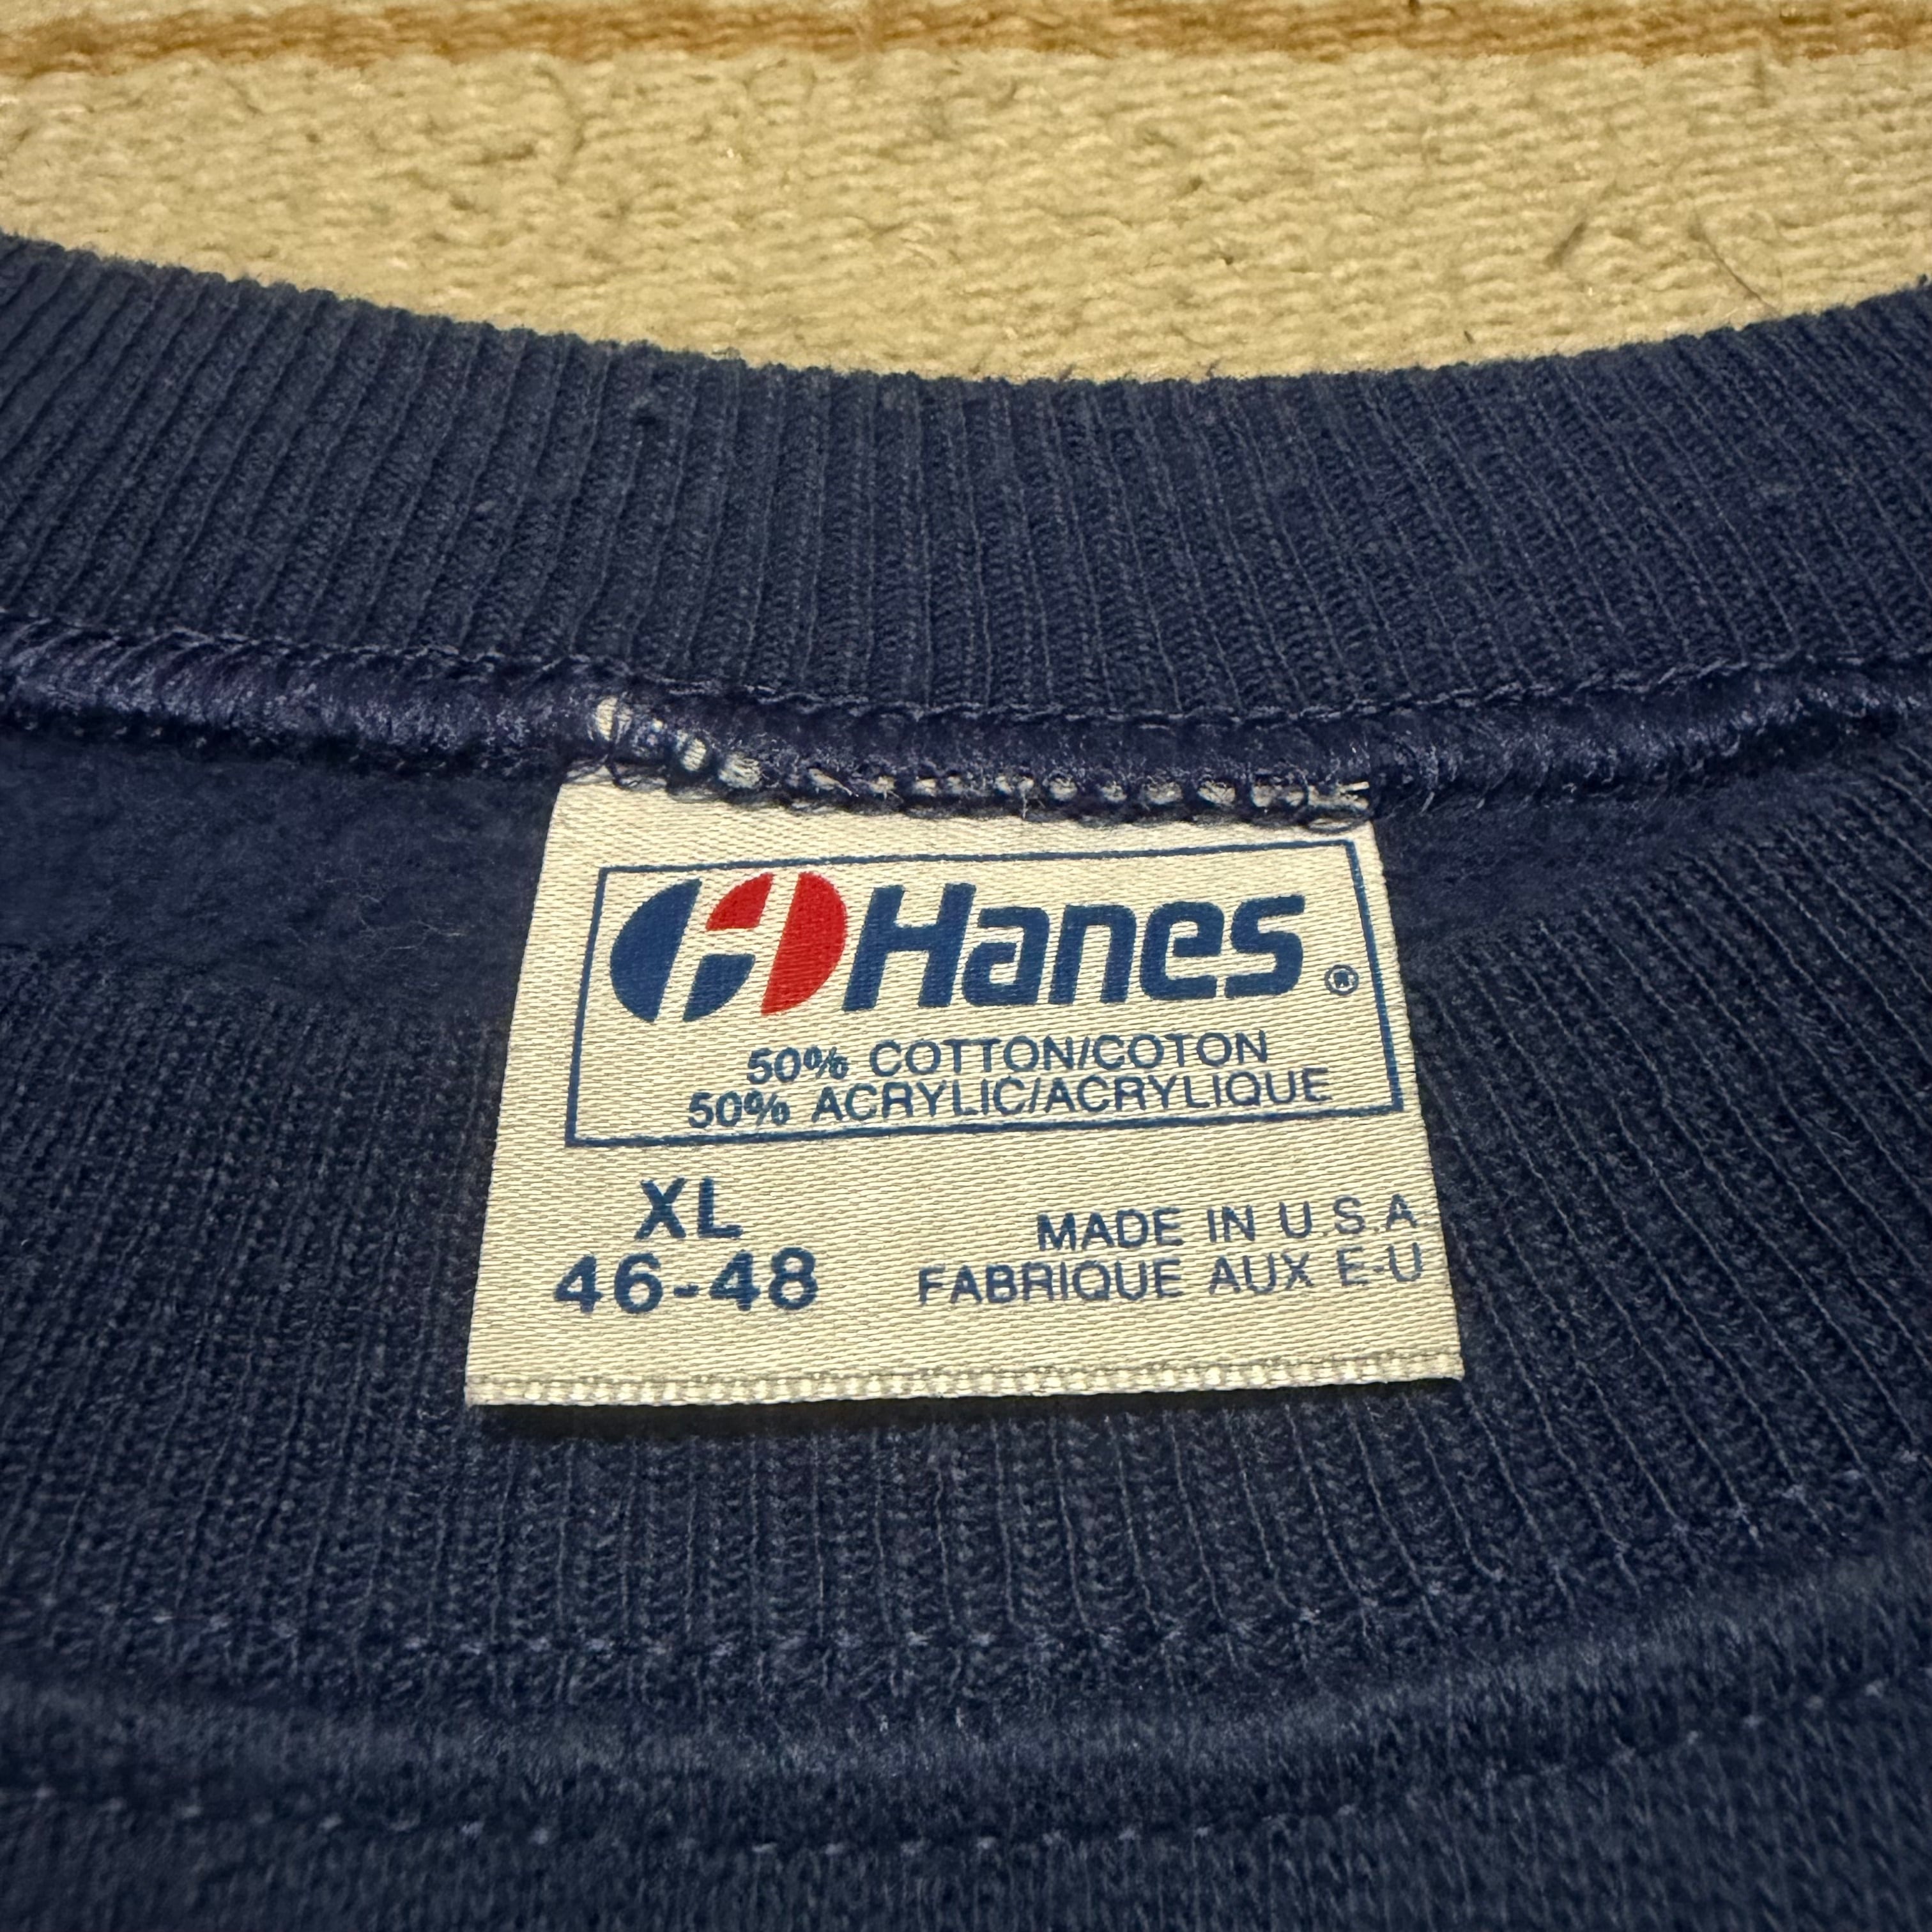 Hanes®
50% COTTON/COTON
50% ACRYLIC/ACRYLIQUE
XL
46-48
MADE IN U.S.A.
FABRIQUE AUX E-U